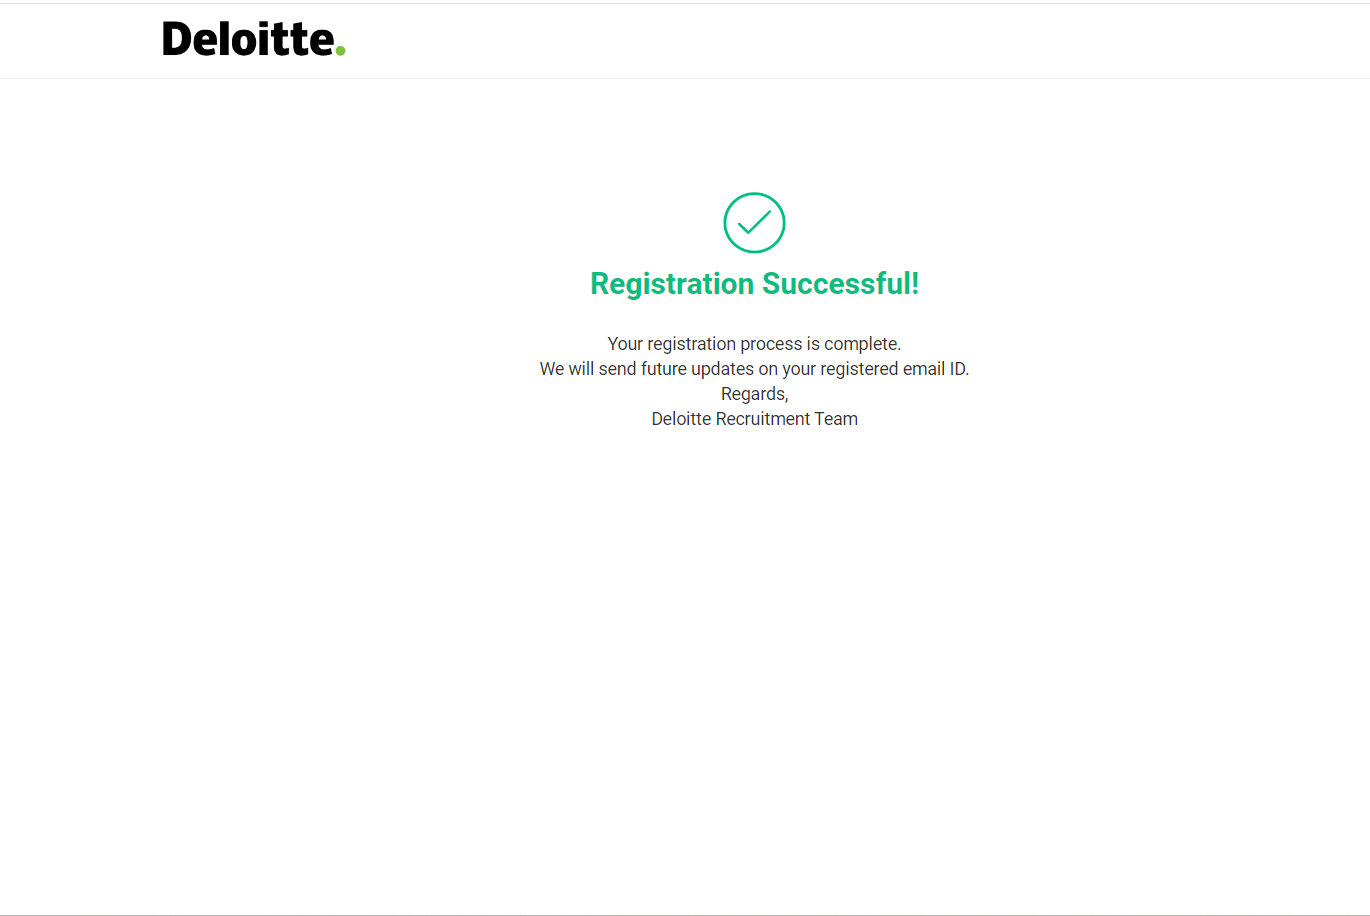 Deloitte.
Registration Successful!
Your registration process is complete.
We will send future updates on your registered email ID.
Regards,
Deloitte Recruitment Team